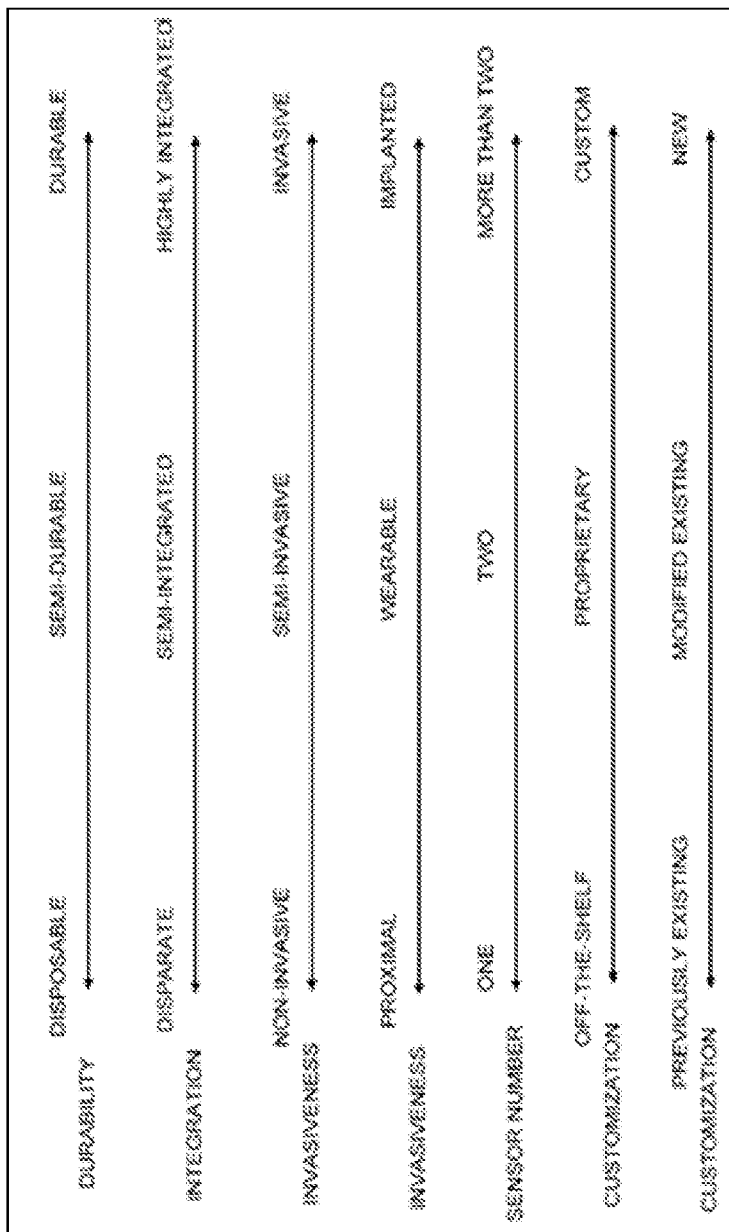 DISPOSABLE SEMI-DURABLE DURABLE
DURABILITY
DISPARATE SEMI-INTEGRATED HIGHLY INTEGRATED
INTEGRATION
NON-INVASIVE SEMI-INVASIVE INVASIVE
INVASIVENESS
PROXIMAL WEARABLE IMPLANTED
INVASIVENESS
ONE TWO MORE THAN TWO
SENSOR NUMBER
OFF-THE-SHELF PROPRIETARY CUSTOM
CUSTOMIZATION
PREVIOUSLY EXISTING MODIFIED EXISTING NEW
CUSTOMIZATION